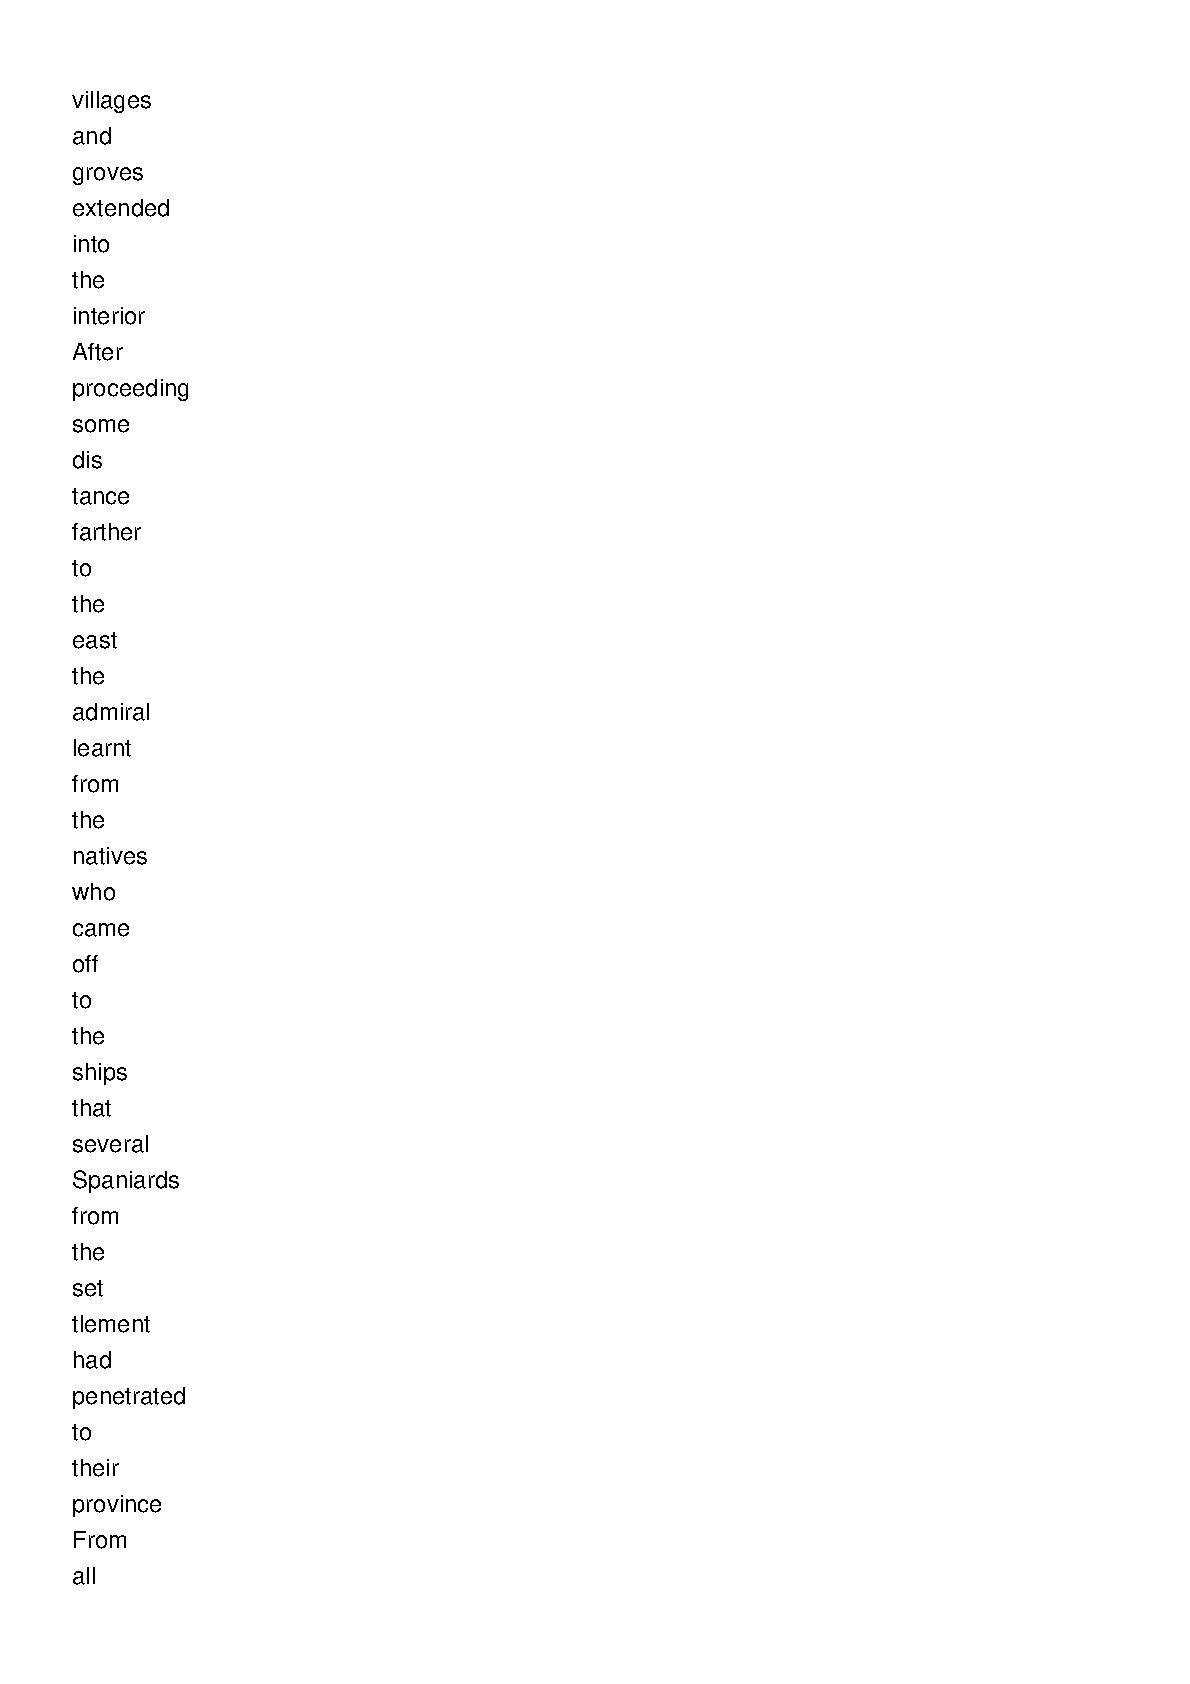 villages
and
groves
extended
into
the
interior
After
proceeding
some
dis
tance
farther
to
the
east
the
admiral
learnt
from
the
natives
who
came
off
to
the
ships
that
several
Spaniards
from
the
set
tlement
had
penetrated
to
their
province
From
all